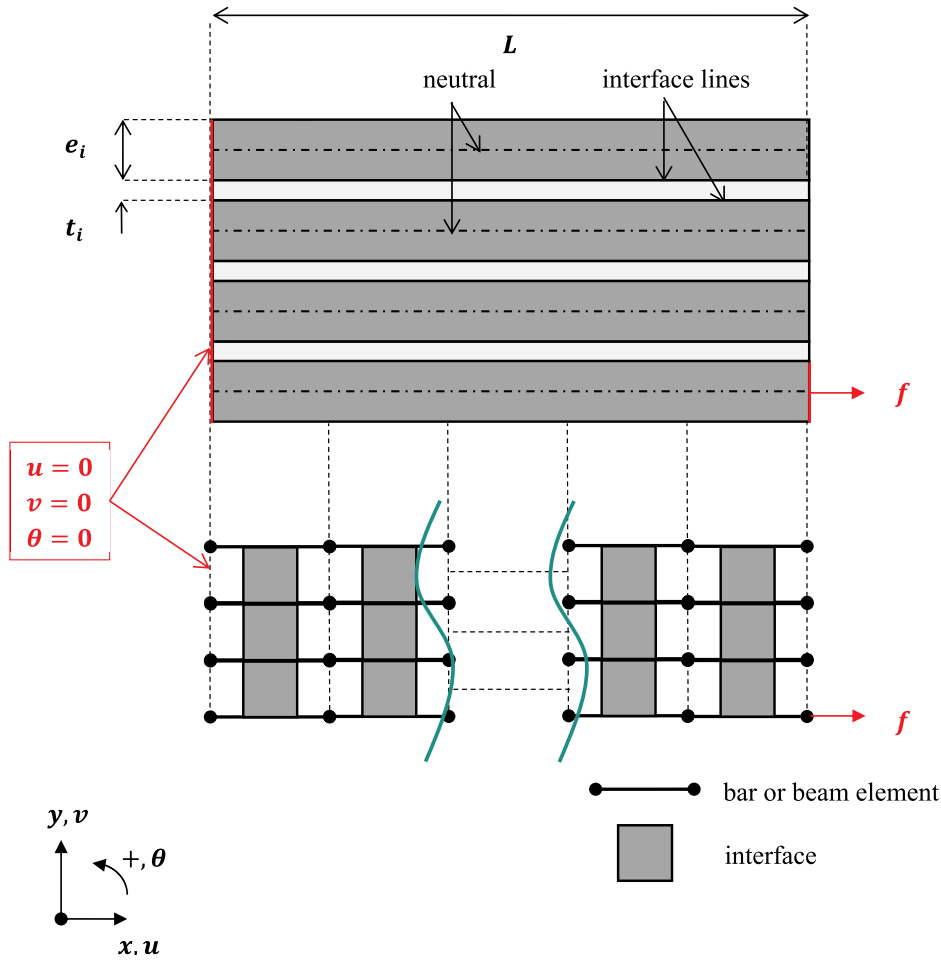 L
neutral
interface lines
e_i
t_i
f
u = 0
v = 0
θ = 0
f
bar or beam element
y, v
+, θ
interface
x, u